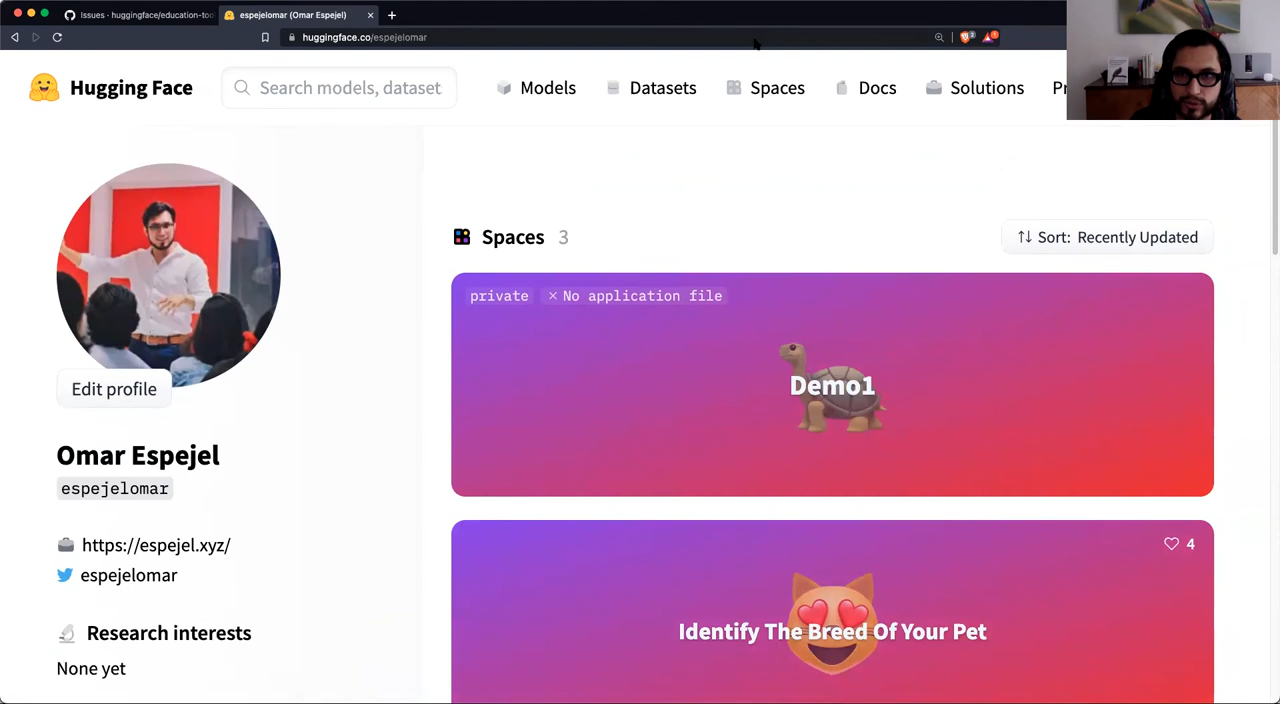 Issues · huggingface/education-too
espejelomar (Omar Espejel)
huggingface.co/espejelomar
Hugging Face
Search models, dataset
Models
Datasets
Spaces
Docs
Solutions
Pr
Spaces 3
Sort: Recently Updated
private
No application file
Demo1
Edit profile
Omar Espejel
espejelomar
4
https://espejel.xyz/
espejelomar
Identify The Breed Of Your Pet
Research interests
None yet